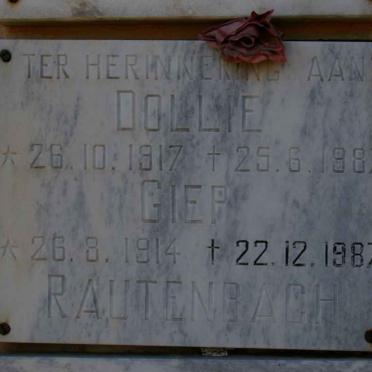 TER HERINNERING AAN
DOLLIE
* 26.10.1917 † 25.6.198
GIEP
* 26.8.1914 † 22.12.1987
RAUTENBACH